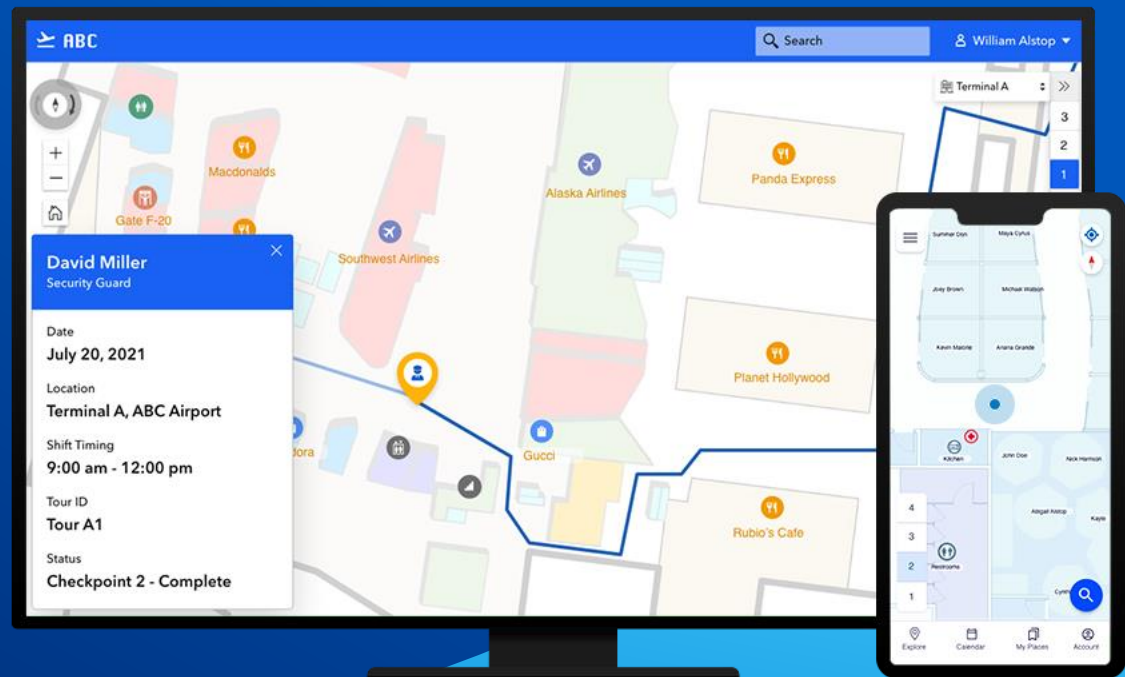 ABC
Search
William Alstop
Terminal A
3
2
1
Macdonalds
Gate F-20
Alaska Airlines
Panda Express
Southwest Airlines
Planet Hollywood
Gucci
Rubio's Cafe
David Miller
Security Guard
Date
July 20, 2021
Location
Terminal A, ABC Airport
Shift Timing
9:00 am - 12:00 pm
Tour ID
Tour A1
Status
Checkpoint 2 - Complete
dora
Summer Dyn
Maya Cyrus
Joey Brown
Michael Watson
Kevin Malone
Ariana Grande
Kitchen
John Doe
Nick Harrison
Abigail Alstop
Kayle
4
3
2
1
Restrooms
Explore
Calendar
My Places
Account